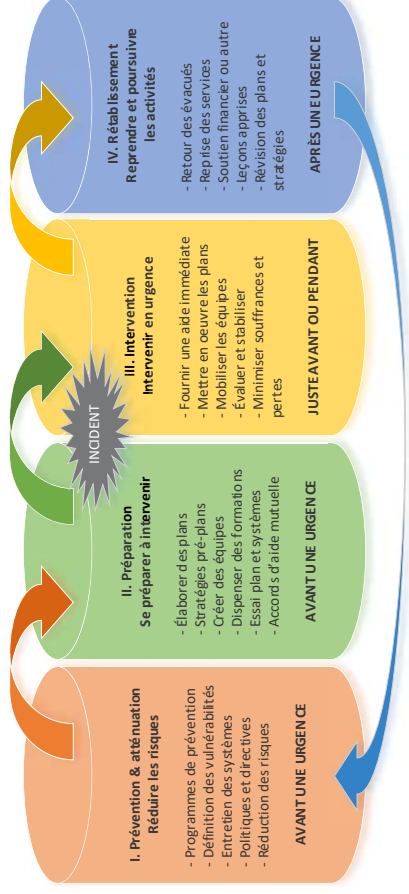 I. Prévention & atténuation
Réduire les risques
- Programmes de prévention
- Définition des vulnérabilités
- Entretien des systèmes
- Politiques et directives
- Réduction des risques
AVANT UNE URGENCE
II. Préparation
Se préparer à intervenir
- Élaborer des plans
- Stratégies pré-plans
- Créer des équipes
- Dispenser des formations
- Essai plan et systèmes
- Accords d'aide mutuelle
AVANT UNE URGENCE
INCIDENT
III. Intervention
Intervenir en urgence
- Fournir une aide immédiate
- Mettre en oeuvre les plans
- Mobiliser les équipes
- Évaluer et stabiliser
- Minimiser souffrances et
pertes
JUSTE AVANT OU PENDANT
IV. Rétablissement
Reprendre et poursuivre
les activités
- Retour des évacués
- Reprise des services
- Soutien financier ou autre
- Leçons apprises
- Révision des plans et
stratégies
APRÈS UNE URGENCE